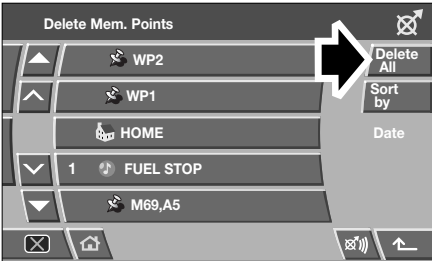 Delete Mem. Points
WP2
Delete
All
WP1
Sort
by
HOME
Date
1 FUEL STOP
M69,A5